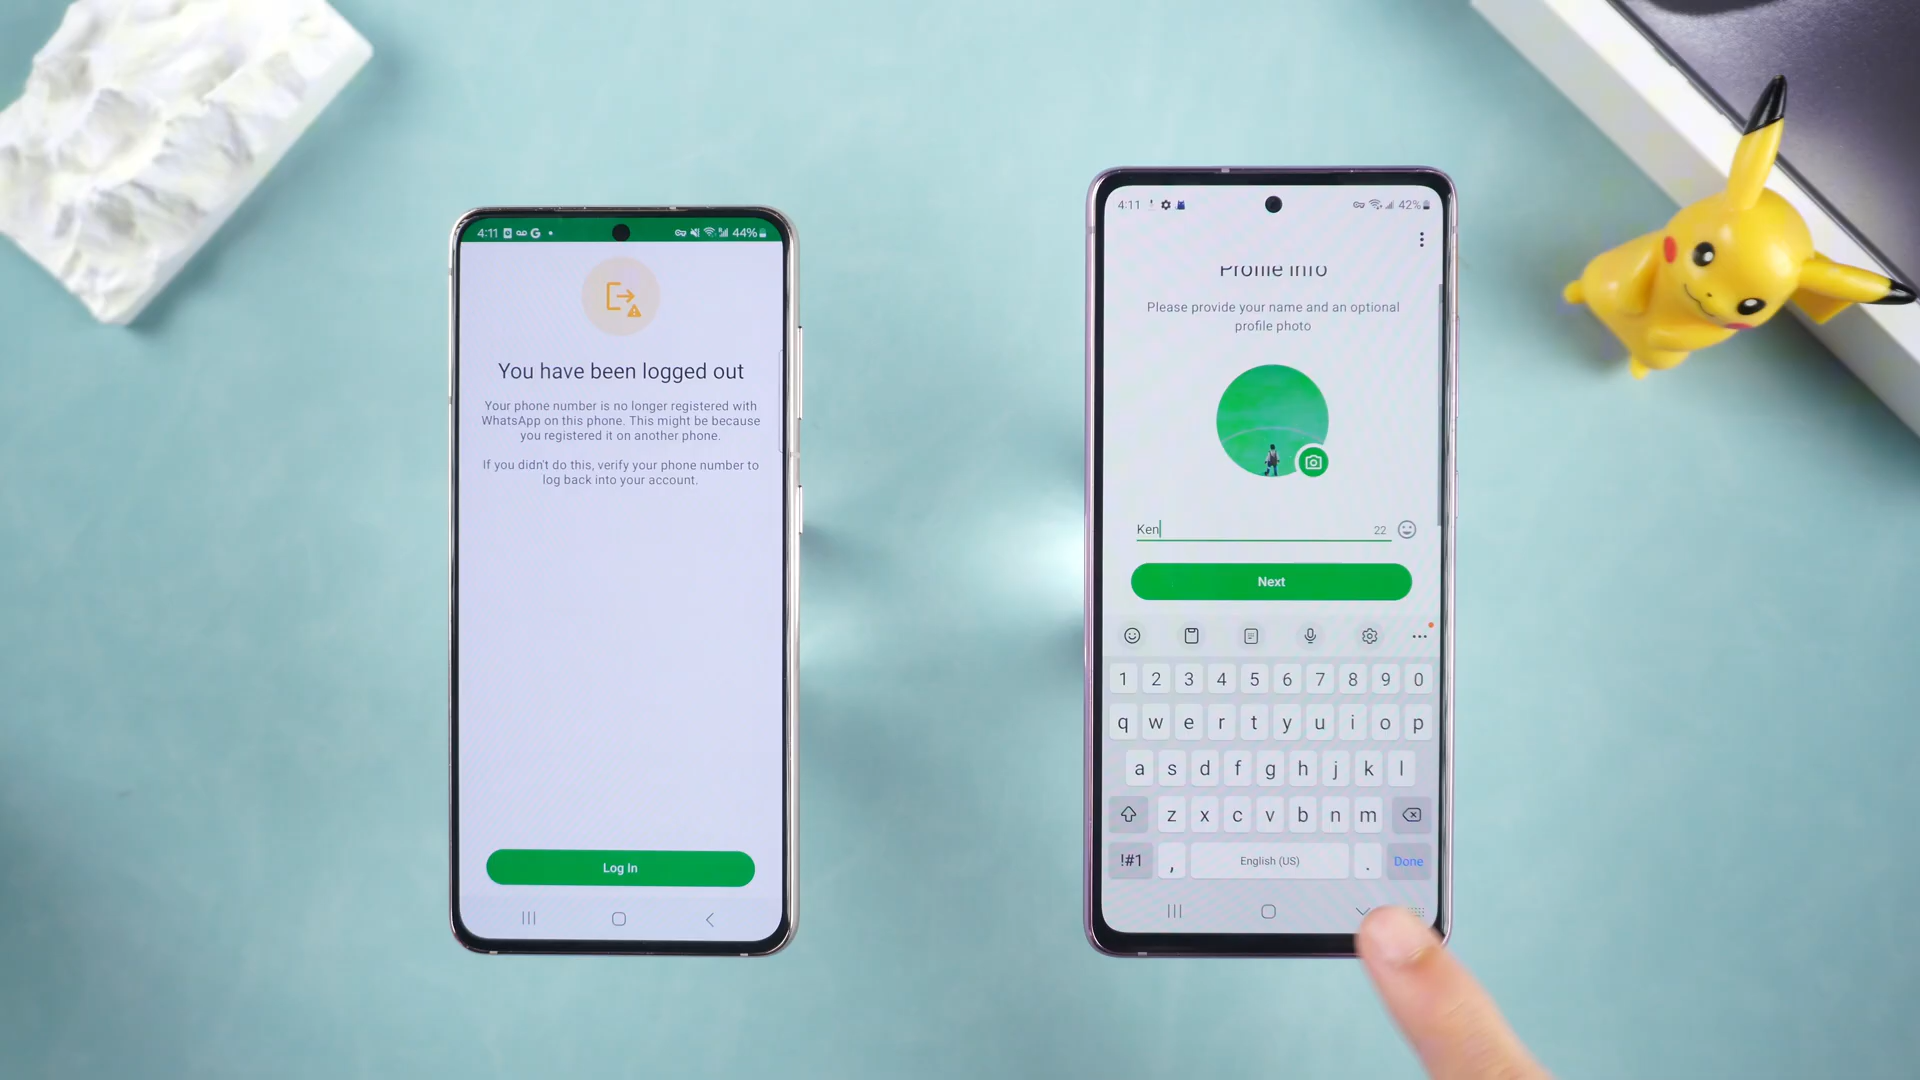 4:11
44%
You have been logged out
Your phone number is no longer registered with
WhatsApp on this phone. This might be because
you registered it on another phone.
If you didn't do this, verify your phone number to
log back into your account.
Log In
4:11
42%
Profile info
Please provide your name and an optional
profile photo
Ken
22
Next
1 2 3 4 5 6 7 8 9 0
q w e r t y u i o p
a s d f g h j k l
z x c v b n m
!#1 , English (US) . Done